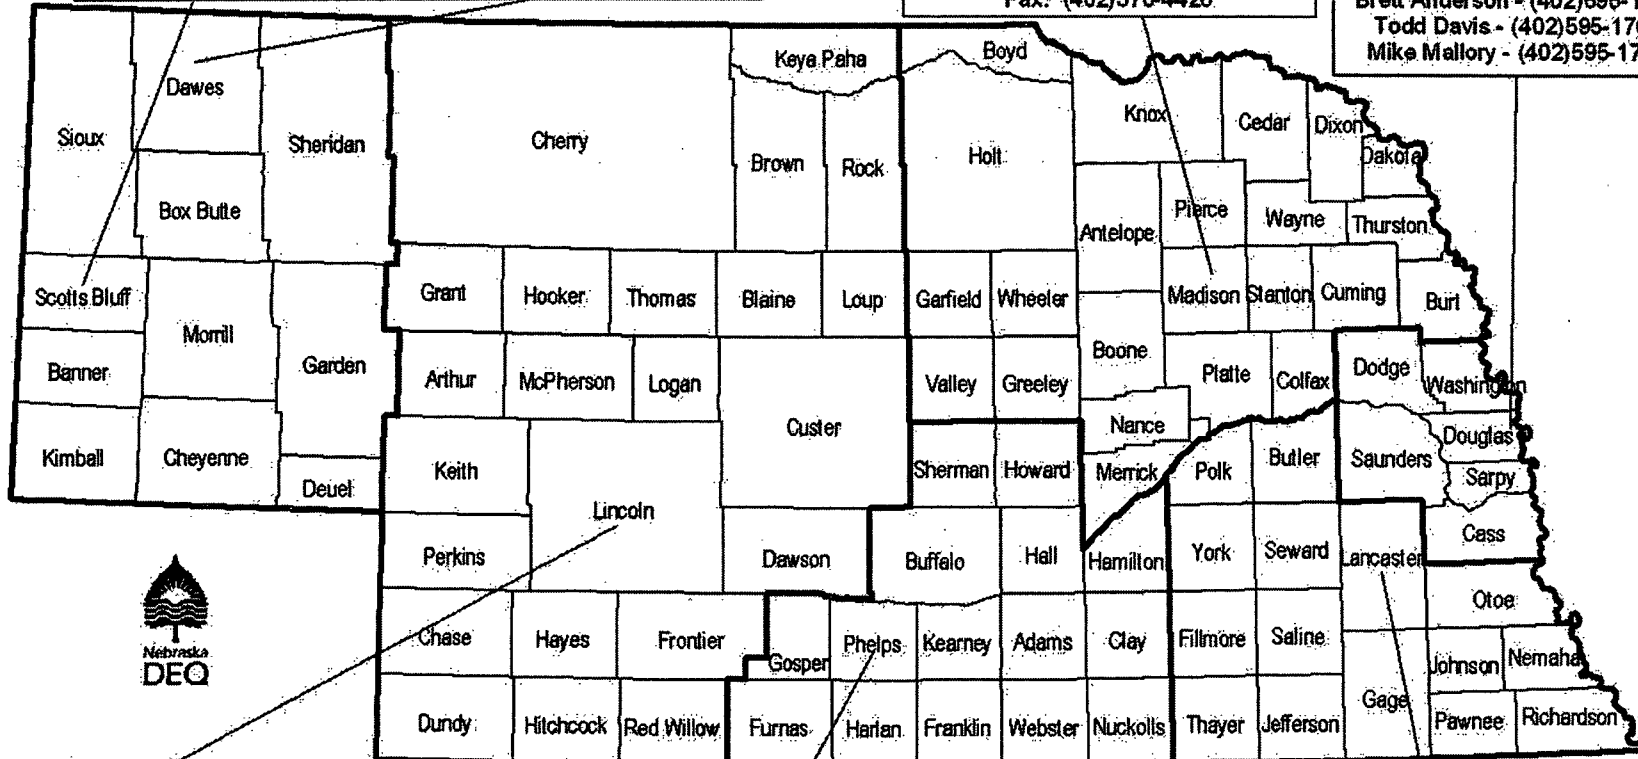 Brett Anderson - (402)
Todd Davis - (402)595-17
Mike Mallory - (402)595-17
Keya Paha
Boyd
Dawes
Knox
Cedar
Dixon
Sioux
Sheridan
Cherry
Brown
Rock
Holt
Dakota
Box Butte
Pierce
Wayne
Thurston
Antelope
Scotts Bluff
Grant
Hooker
Thomas
Blaine
Loup
Garfield
Wheeler
Madison
Stanton
Cuming
Burt
Morrill
Banner
Garden
Arthur
McPherson
Logan
Valley
Greeley
Boone
Platte
Colfax
Dodge
Washington
Custer
Nance
Kimball
Cheyenne
Keith
Sherman
Howard
Merrick
Polk
Butler
Saunders
Douglas
Sarpy
Deuel
Lincoln
Perkins
Dawson
Buffalo
Hall
Hamilton
York
Seward
Lancaster
Cass
Otoe
Nebraska
DEQ
Chase
Hayes
Frontier
Gosper
Phelps
Kearney
Adams
Clay
Fillmore
Saline
Johnson
Nemaha
Gage
Dundy
Hitchcock
Red Willow
Furnas
Harlan
Franklin
Webster
Nuckolls
Thayer
Jefferson
Pawnee
Richardson